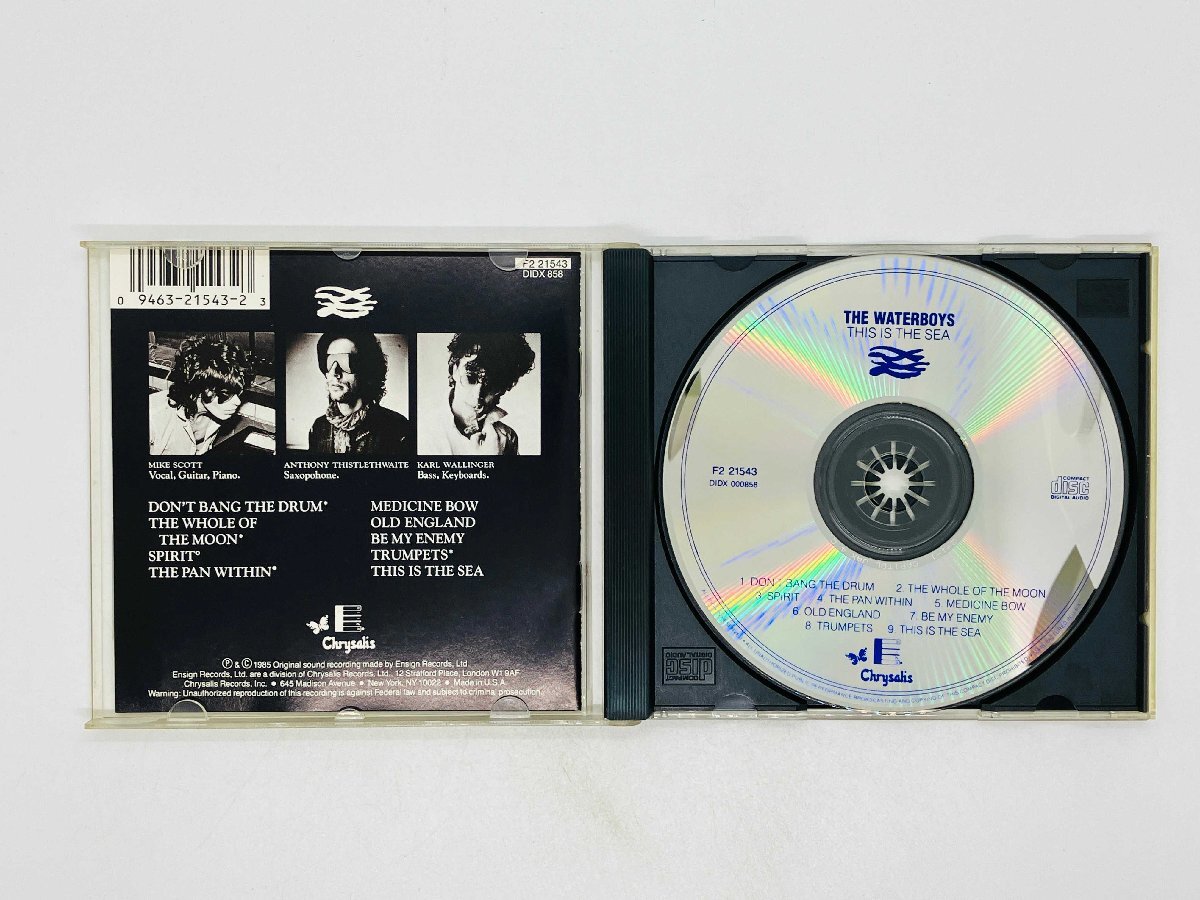 0 9463-21543-2 3
F2 21543
DIDX 858
MIKE SCOTT
Vocal, Guitar, Piano.
ANTHONY THISTLETHWAITE
Saxophone.
KARL WALLINGER
Bass, Keyboards.
DON'T BANG THE DRUM*
THE WHOLE OF
THE MOON*
SPIRIT°
THE PAN WITHIN*
MEDICINE BOW
OLD ENGLAND
BE MY ENEMY
TRUMPETS*
THIS IS THE SEA
Chrysalis
℗ & © 1985 Original sound recording made by Ensign Records, Ltd
Ensign Records, Ltd. are a division of Chrysalis Records, Ltd., 12 Stratford Place, London W1 9AF
Chrysalis Records, Inc. • 645 Madison Avenue • New York, NY-10022 • Made in U.S.A.
Warning: Unauthorized reproduction of this recording is against Federal law and subject to criminal prosecution.
THE WATERBOYS
THIS IS THE SEA
F2 21543
DIDX 000858
COMPACT
disc
DIGITAL AUDIO
1 DON'T BANG THE DRUM 2 THE WHOLE OF THE MOON
3 SPIRIT 4 THE PAN WITHIN 5 MEDICINE BOW
6 OLD ENGLAND 7 BE MY ENEMY
8 TRUMPETS 9 THIS IS THE SEA
Chrysalis
COMPACT
disc
DIGITAL AUDIO